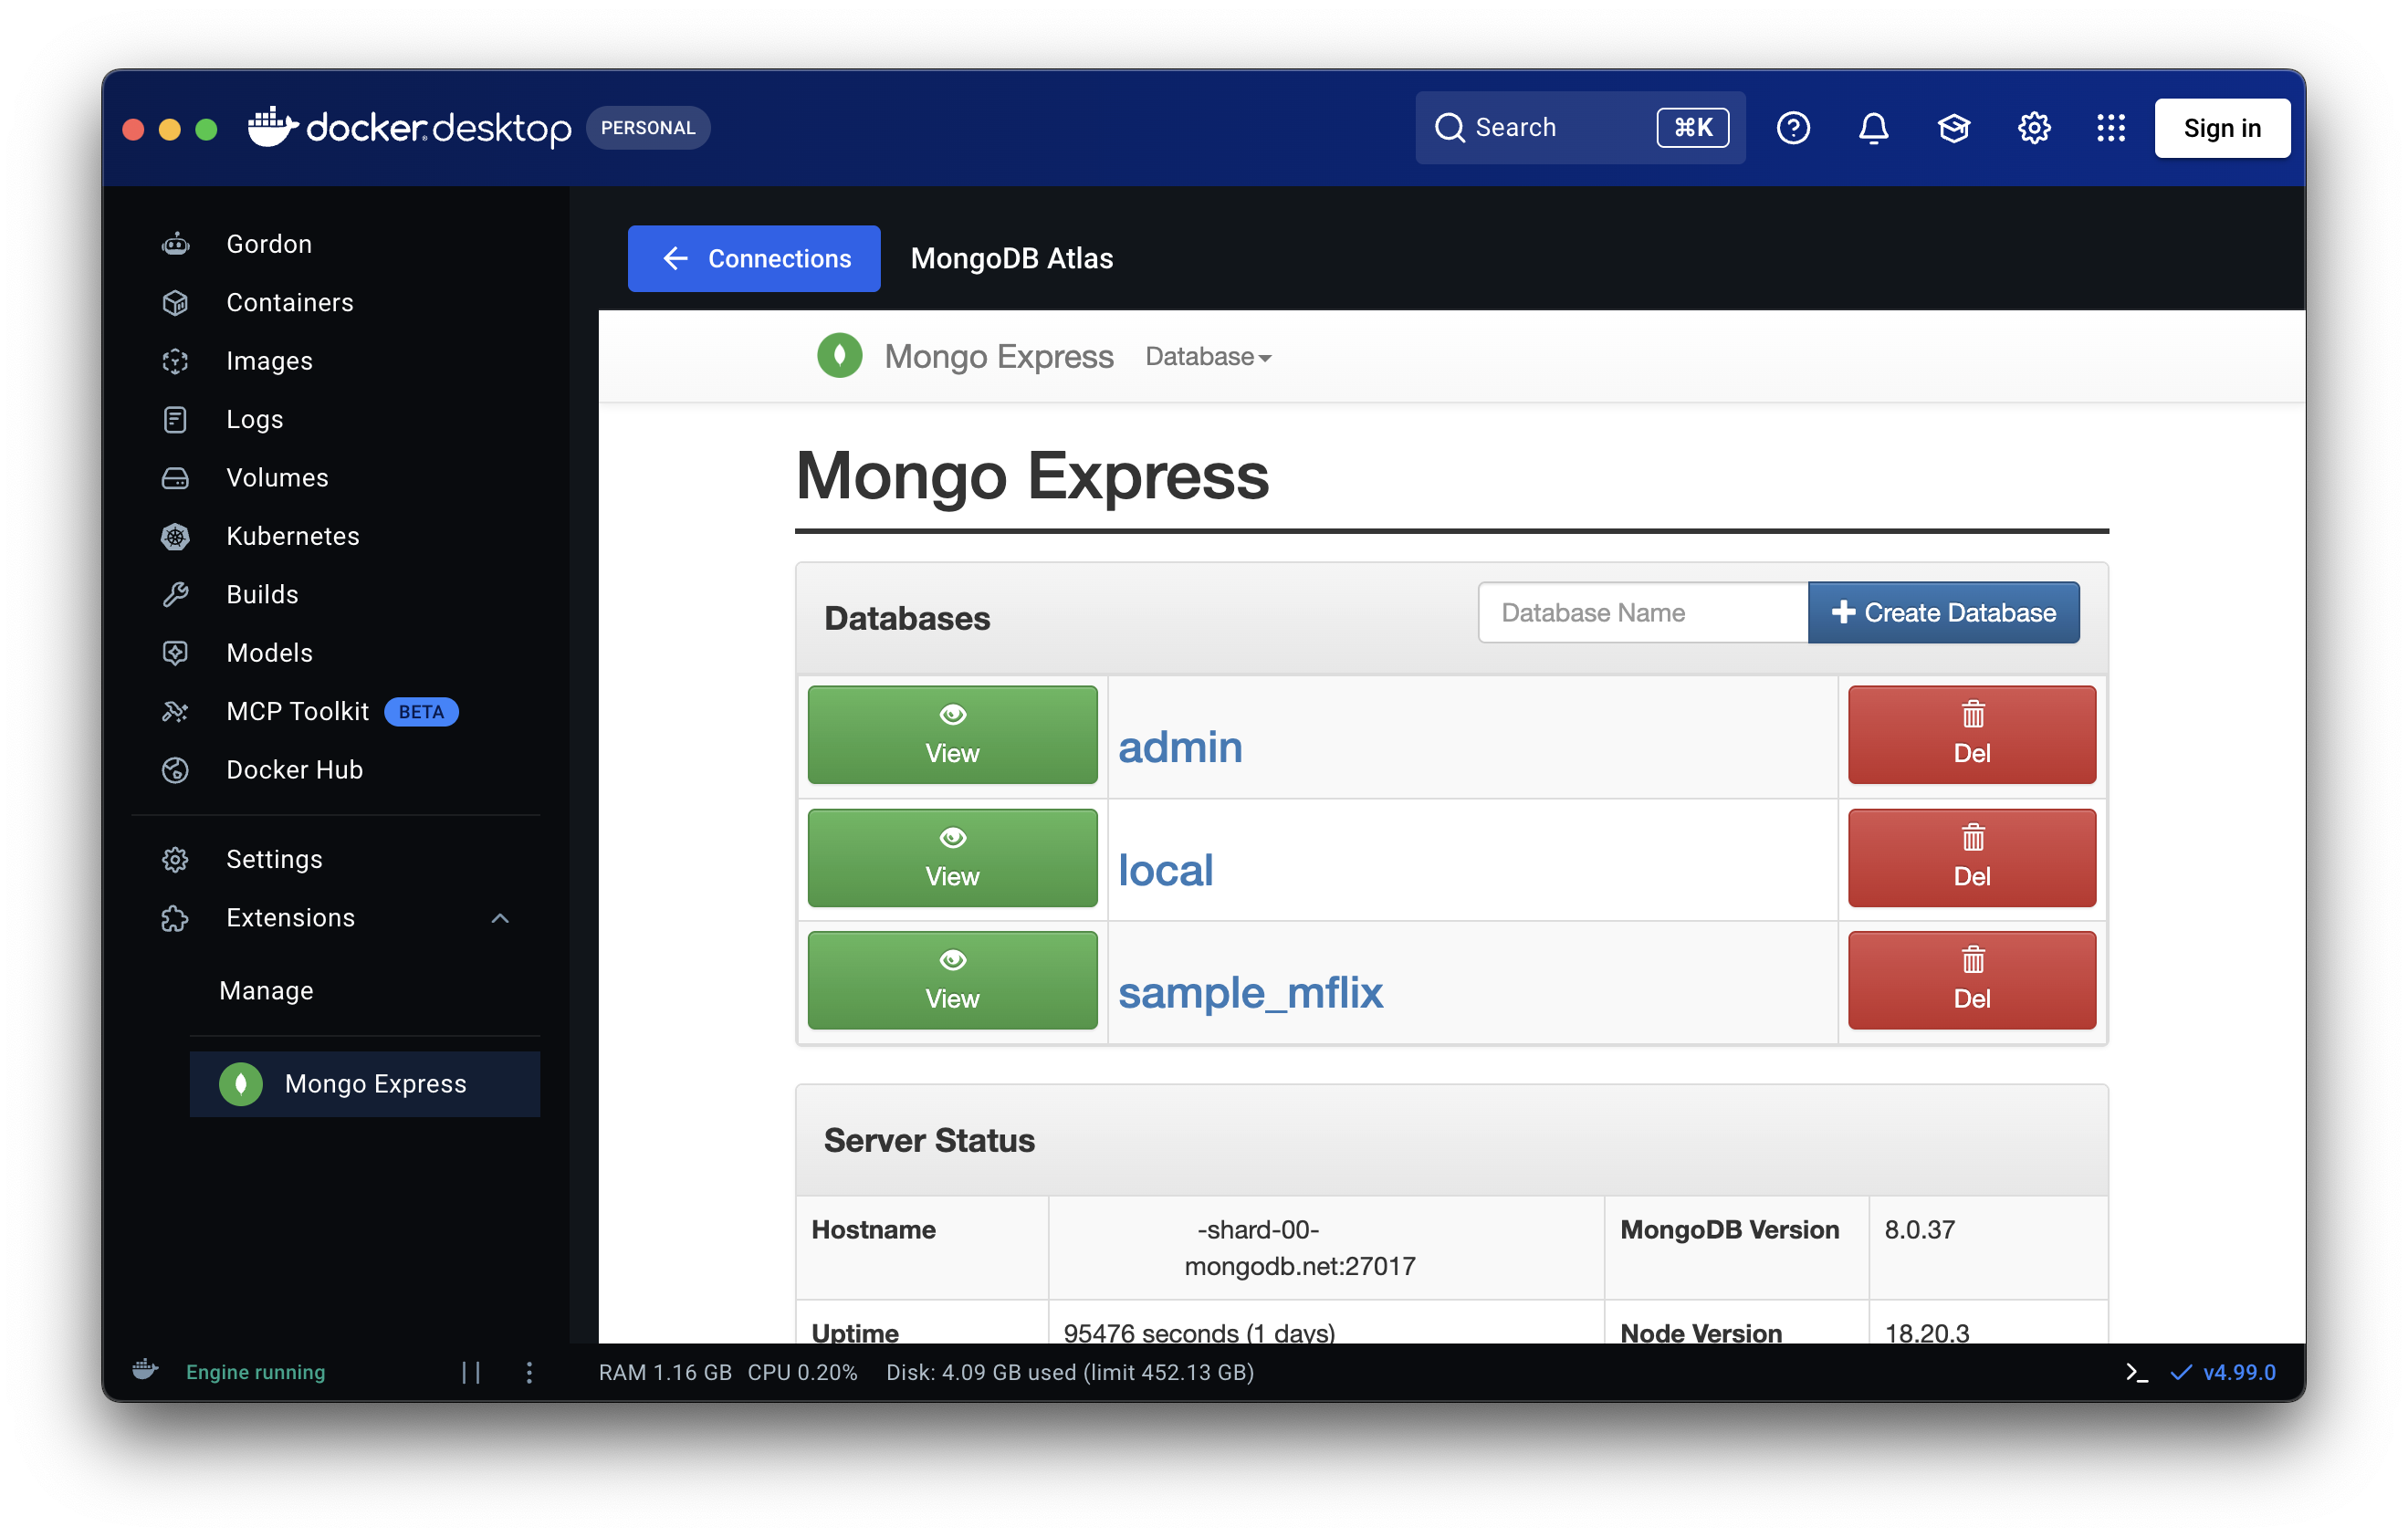 docker.desktop
PERSONAL
Search
⌘K
Sign in
Gordon
Containers
Images
Logs
Volumes
Kubernetes
Builds
Models
MCP Toolkit BETA
Docker Hub
Settings
Extensions
Manage
Mongo Express
Connections
MongoDB Atlas
Mongo Express Database
Mongo Express
Databases
Database Name
Create Database
View admin Del
View local Del
View sample_mflix Del
Server Status
Hostname
-shard-00-
mongodb.net:27017
MongoDB Version 8.0.37
Uptime 95476 seconds (1 days) Node Version 18.20.3
Engine running
RAM 1.16 GB CPU 0.20% Disk: 4.09 GB used (limit 452.13 GB)
v4.99.0